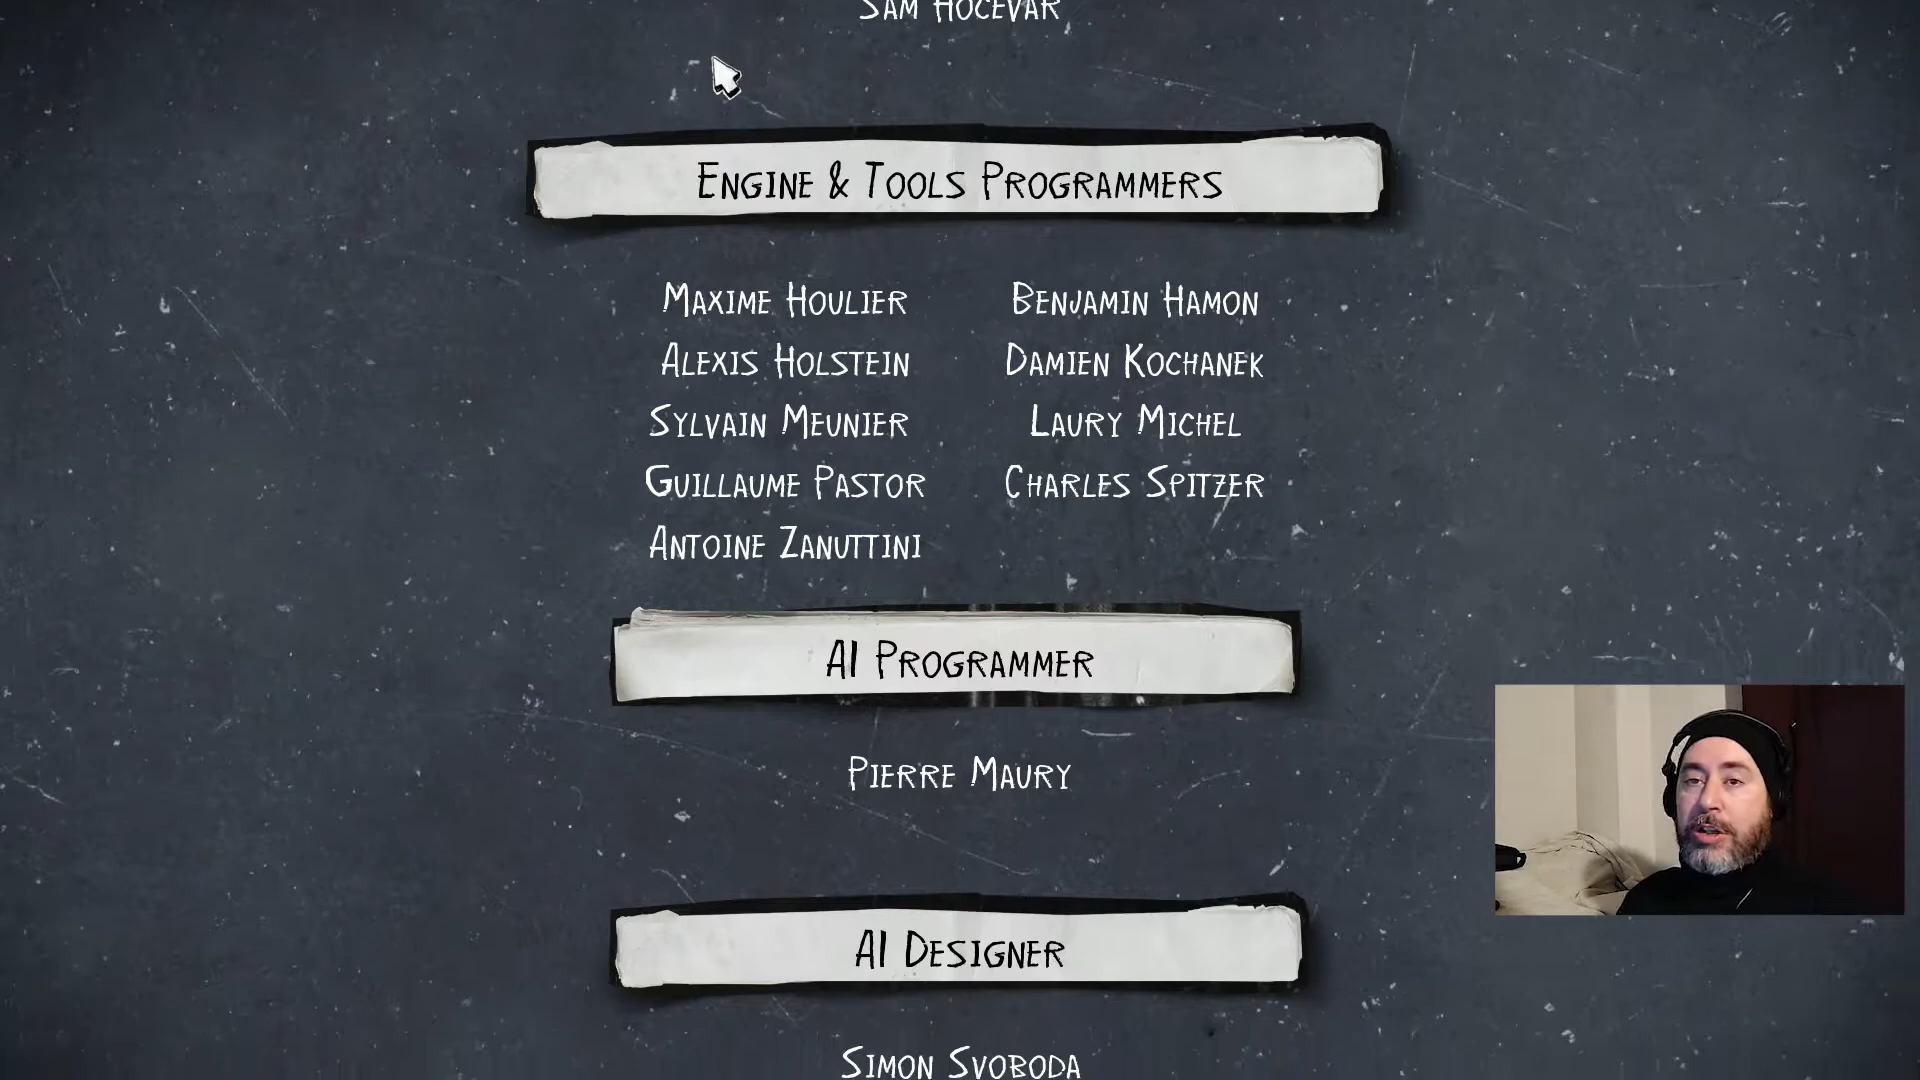 Sam Hocevar
Engine & Tools Programmers
Maxime Houlier Benjamin Hamon
Alexis Holstein Damien Kochanek
Sylvain Meunier Laury Michel
Guillaume Pastor Charles Spitzer
Antoine Zanuttini
AI Programmer
Pierre Maury
AI Designer
Simon Svoboda